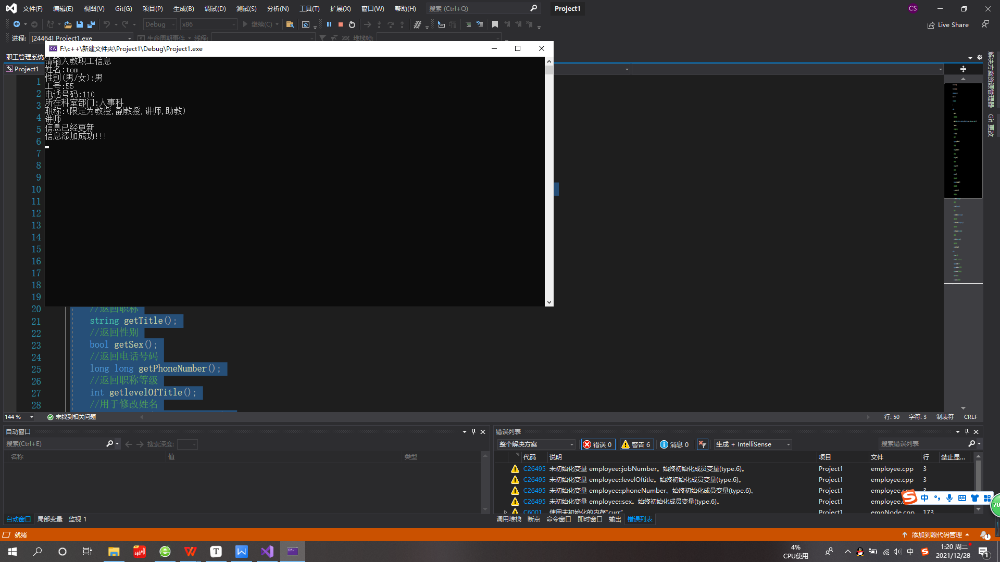 文件(F) 编辑(E) 视图(V) Git(G) 项目(P) 生成(B) 调试(D) 测试(S) 分析(N) 工具(T) 扩展(X) 窗口(W) 帮助(H) 搜索 (Ctrl+Q) Project1 CS
Debug x86 继续(C) Live Share
进程: [24464] Project1.exe 生命周期事件 线程: 堆栈帧:
F:\c++\新建文件夹\Project1\Debug\Project1.exe
职工管理系统
Project1
请输入教职工信息
姓名:tom
性别(男/女):男
工号:55
电话号码:110
所在科室部门:人事科
职称:(限定为教授,副教授,讲师,助教)
讲师
信息已经更新
信息添加成功!!!
解决方案资源管理器
Git 更改
1
2
3
4
5
6
7
8
9
10
11
12
13
14
15
16
17
18
19
20 //返回职称
21 string getTitle();
22 //返回性别
23 bool getSex();
24 //返回电话号码
25 long long getPhoneNumber();
26 //返回职称等级
27 int getlevelOfTitle();
28 //用于修改姓名
144 % 未找到相关问题 行: 50 字符: 3 制表符 CRLF
自动窗口
搜索(Ctrl+E) 搜索深度:
名称 值 类型
自动窗口 局部变量 监视 1
错误列表
整个解决方案 错误 0 警告 6 消息 0 生成 + IntelliSense 搜索错误列表
代码 说明 项目 文件 行 禁止显...
C26495 未初始化变量 employee::jobNumber。始终初始化成员变量(type.6)。 Project1 employee.cpp 3
C26495 未初始化变量 employee::levelOftitle。始终初始化成员变量(type.6)。 Project1 employee.cpp 3
C26495 未初始化变量 employee::phoneNumber。始终初始化成员变量(type.6)。 Project1 employee.cpp 3
C26495 未初始化变量 employee::sex。始终初始化成员变量(type.6)。 Project1
C6001 使用未初始化的内存"curr" Project1 empNode.cpp 173
中
70
调用堆栈 断点 命令窗口 即时窗口 输出 错误列表
就绪 添加到源代码管理 1
4%
CPU使用
中
1:20 周二
2021/12/28
1